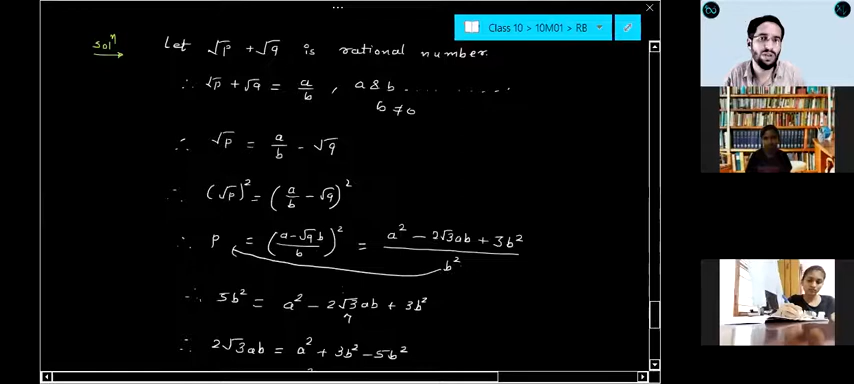 Class 10 > 10M01 > RB
Solⁿ Let √p + √q is rational number.
∴ √p + √q = a/b , a & b ............
b ≠ 0
∴ √p = a/b - √q
∴ (√p)² = (a/b - √q)²
∴ p = ((a - √q b)/b)² = (a² - 2√3ab + 3b²)/b²
∴ 5b² = a² - 2√3ab + 3b²
∴ 2√3ab = a² + 3b² - 5b²